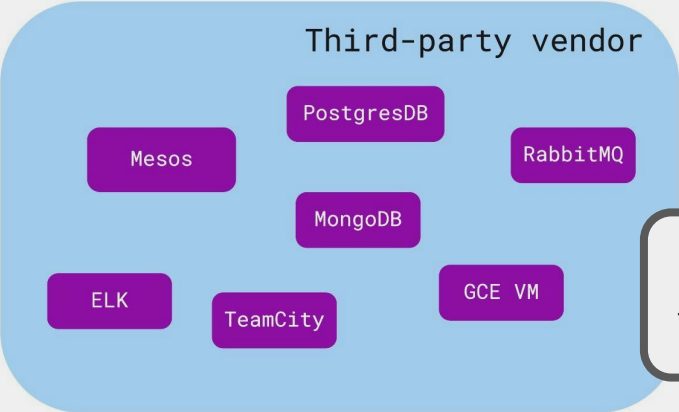 Third-party vendor
PostgresDB
Mesos
RabbitMQ
MongoDB
GCE VM
ELK
TeamCity